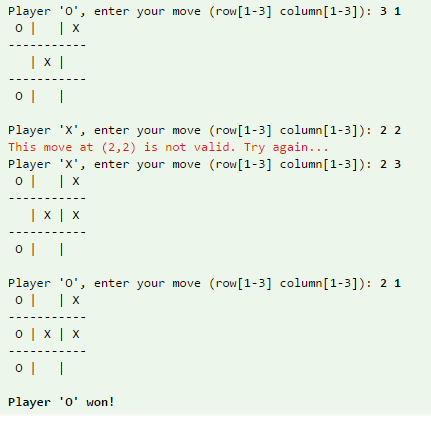 Player 'O', enter your move (row[1-3] column[1-3]): 3 1
 O |   | X
-----------
   | X |
-----------
 O |   |
Player 'X', enter your move (row[1-3] column[1-3]): 2 2
This move at (2,2) is not valid. Try again...
Player 'X', enter your move (row[1-3] column[1-3]): 2 3
 O |   | X
-----------
   | X | X
-----------
 O |   |
Player 'O', enter your move (row[1-3] column[1-3]): 2 1
 O |   | X
-----------
 O | X | X
-----------
 O |   |
Player 'O' won!